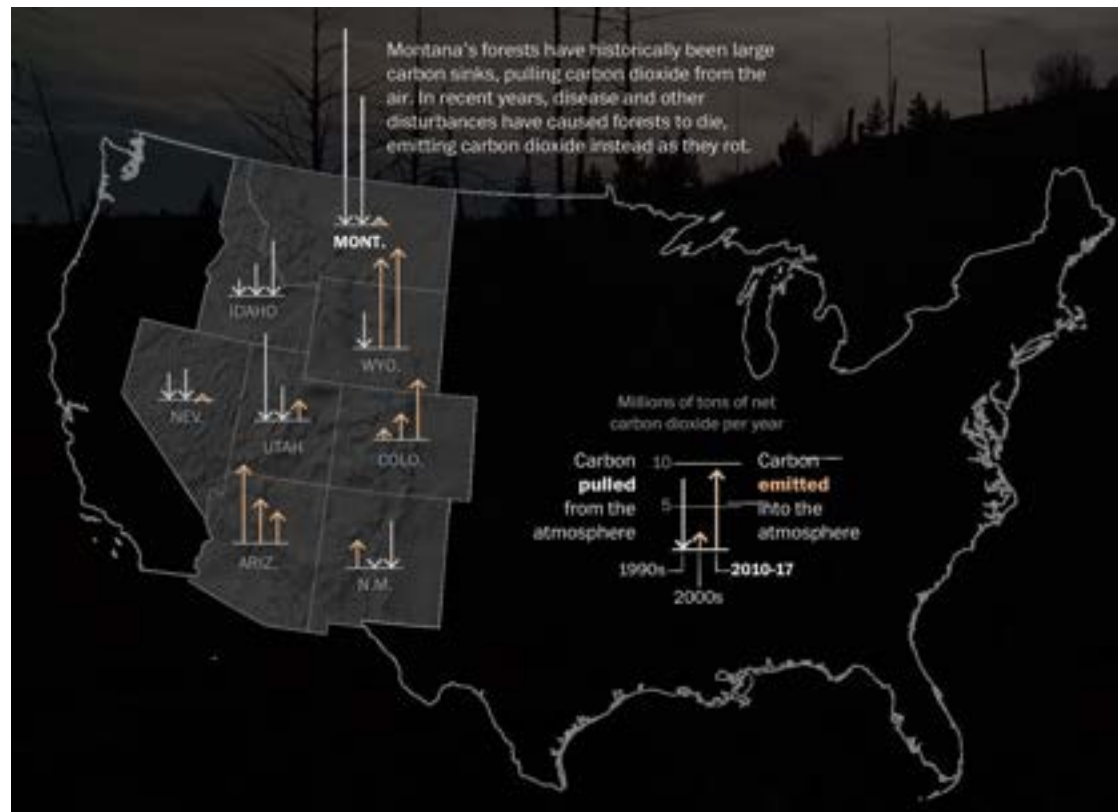 Montana's forests have historically been large
carbon sinks, pulling carbon dioxide from the
air. In recent years, disease and other
disturbances have caused forests to die,
emitting carbon dioxide instead as they rot.
MONT.
IDAHO
WYO.
NEV.
UTAH
COLO.
ARIZ.
N.M.
Millions of tons of net
carbon dioxide per year
Carbon
pulled
from the
atmosphere
10
5
Carbon
emitted
into the
atmosphere
1990s
2010-17
2000s